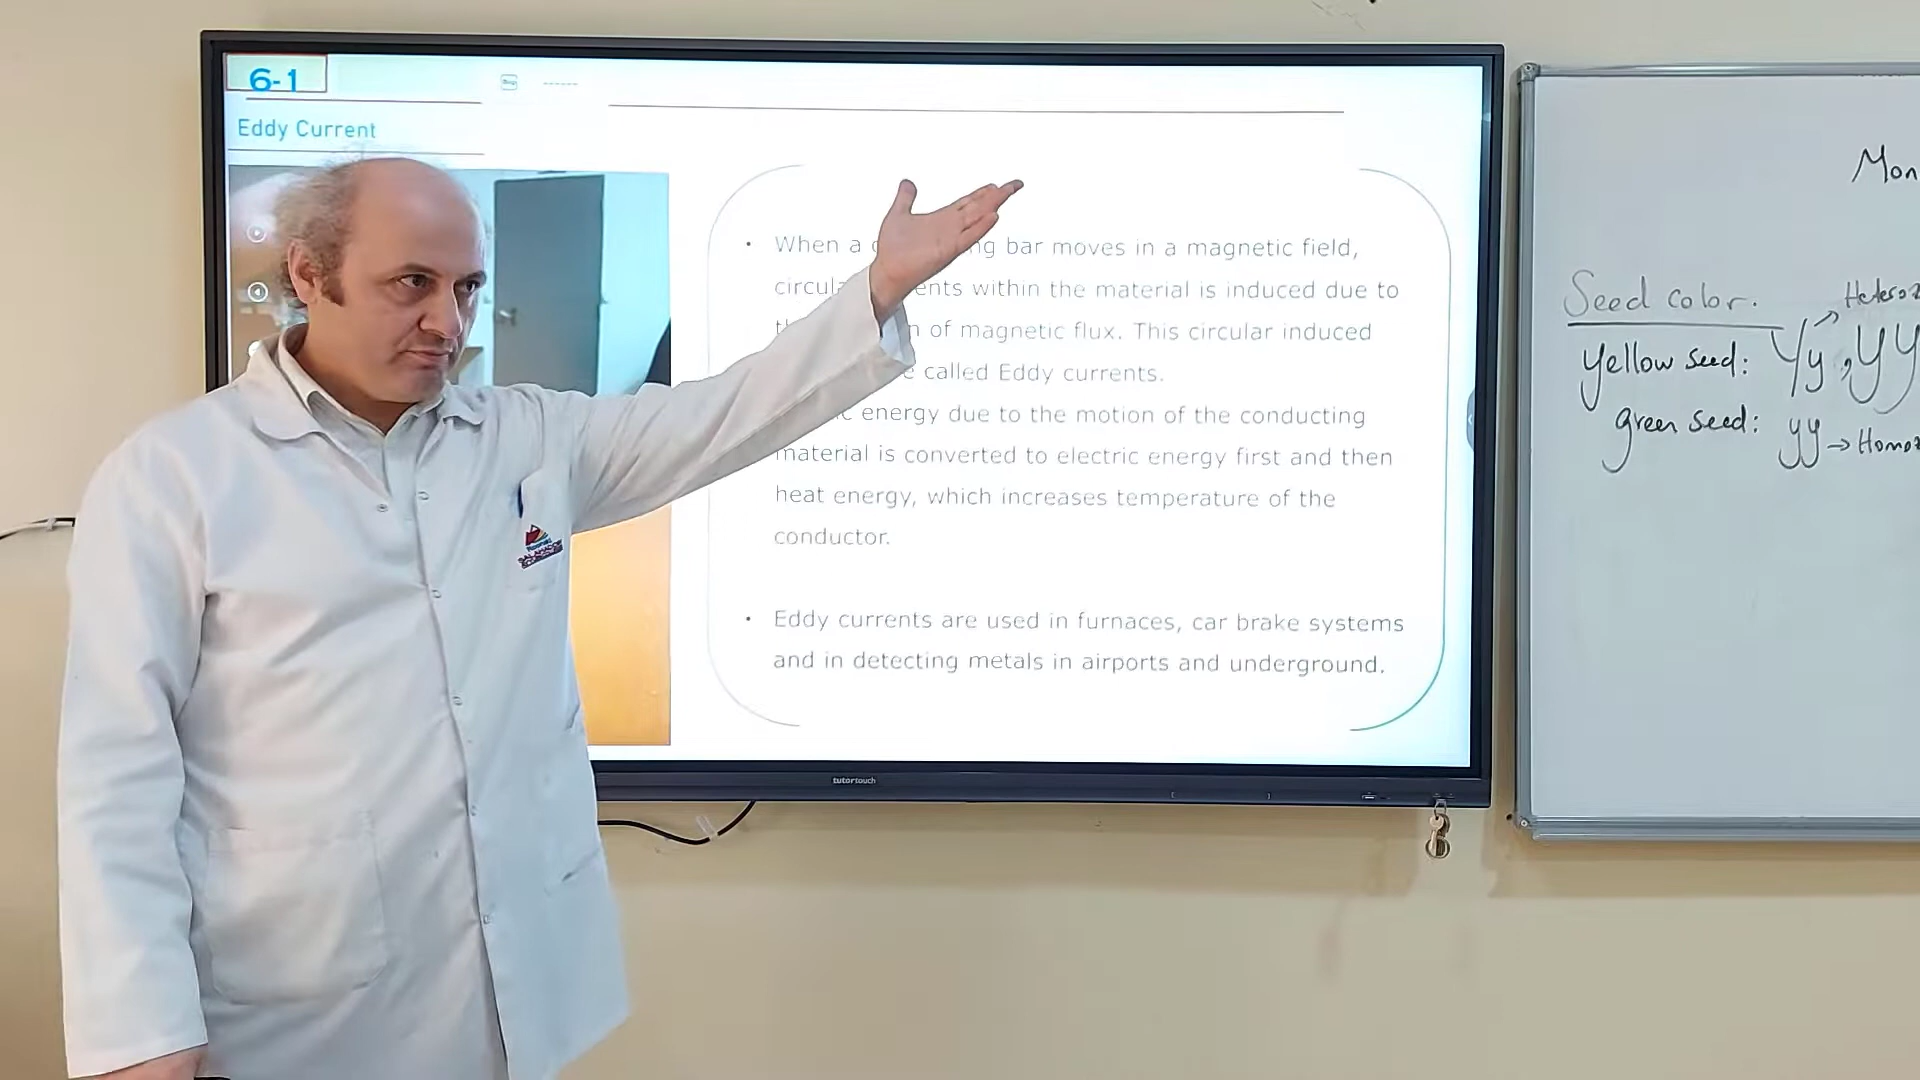 6-1
Eddy Current
• When a bar moves in a magnetic field,
within the material is induced due to
of magnetic flux. This circular induced
called Eddy currents.
energy due to the motion of the conducting
material is converted to electric energy first and then
heat energy, which increases temperature of the
conductor.
• Eddy currents are used in furnaces, car brake systems
and in detecting metals in airports and underground.
tutortouch
Seed color.
yellow seed: Yy, YY
green seed: yy →